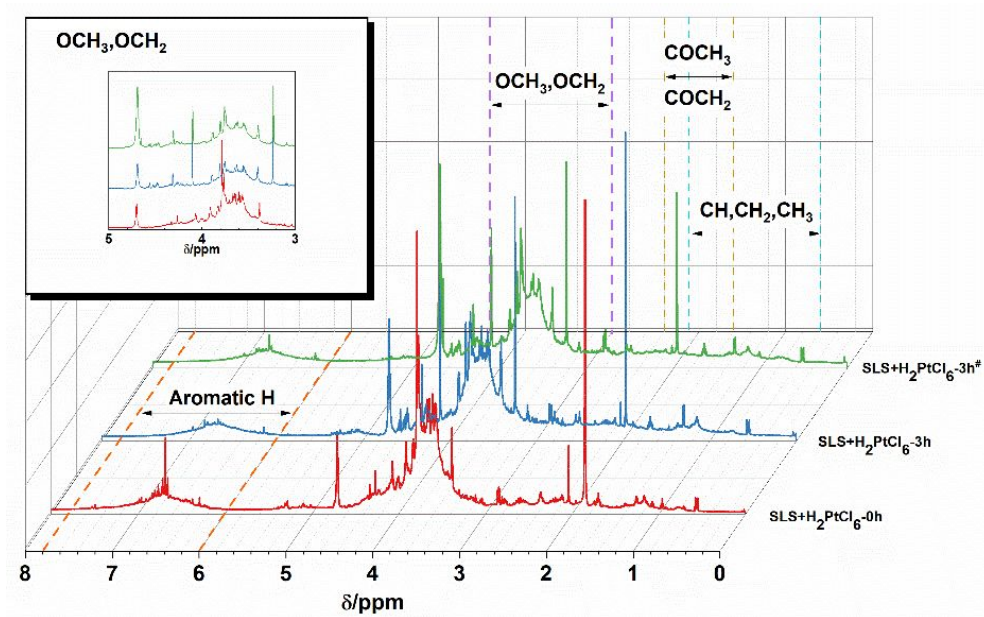 OCH3,OCH2
5
4
3
δ/ppm
OCH3,OCH2
COCH3
COCH2
CH,CH2,CH3
Aromatic H
SLS+H2PtCl6-3h#
SLS+H2PtCl6-3h
SLS+H2PtCl6-0h
8 7 6 5 4 3 2 1 0
δ/ppm